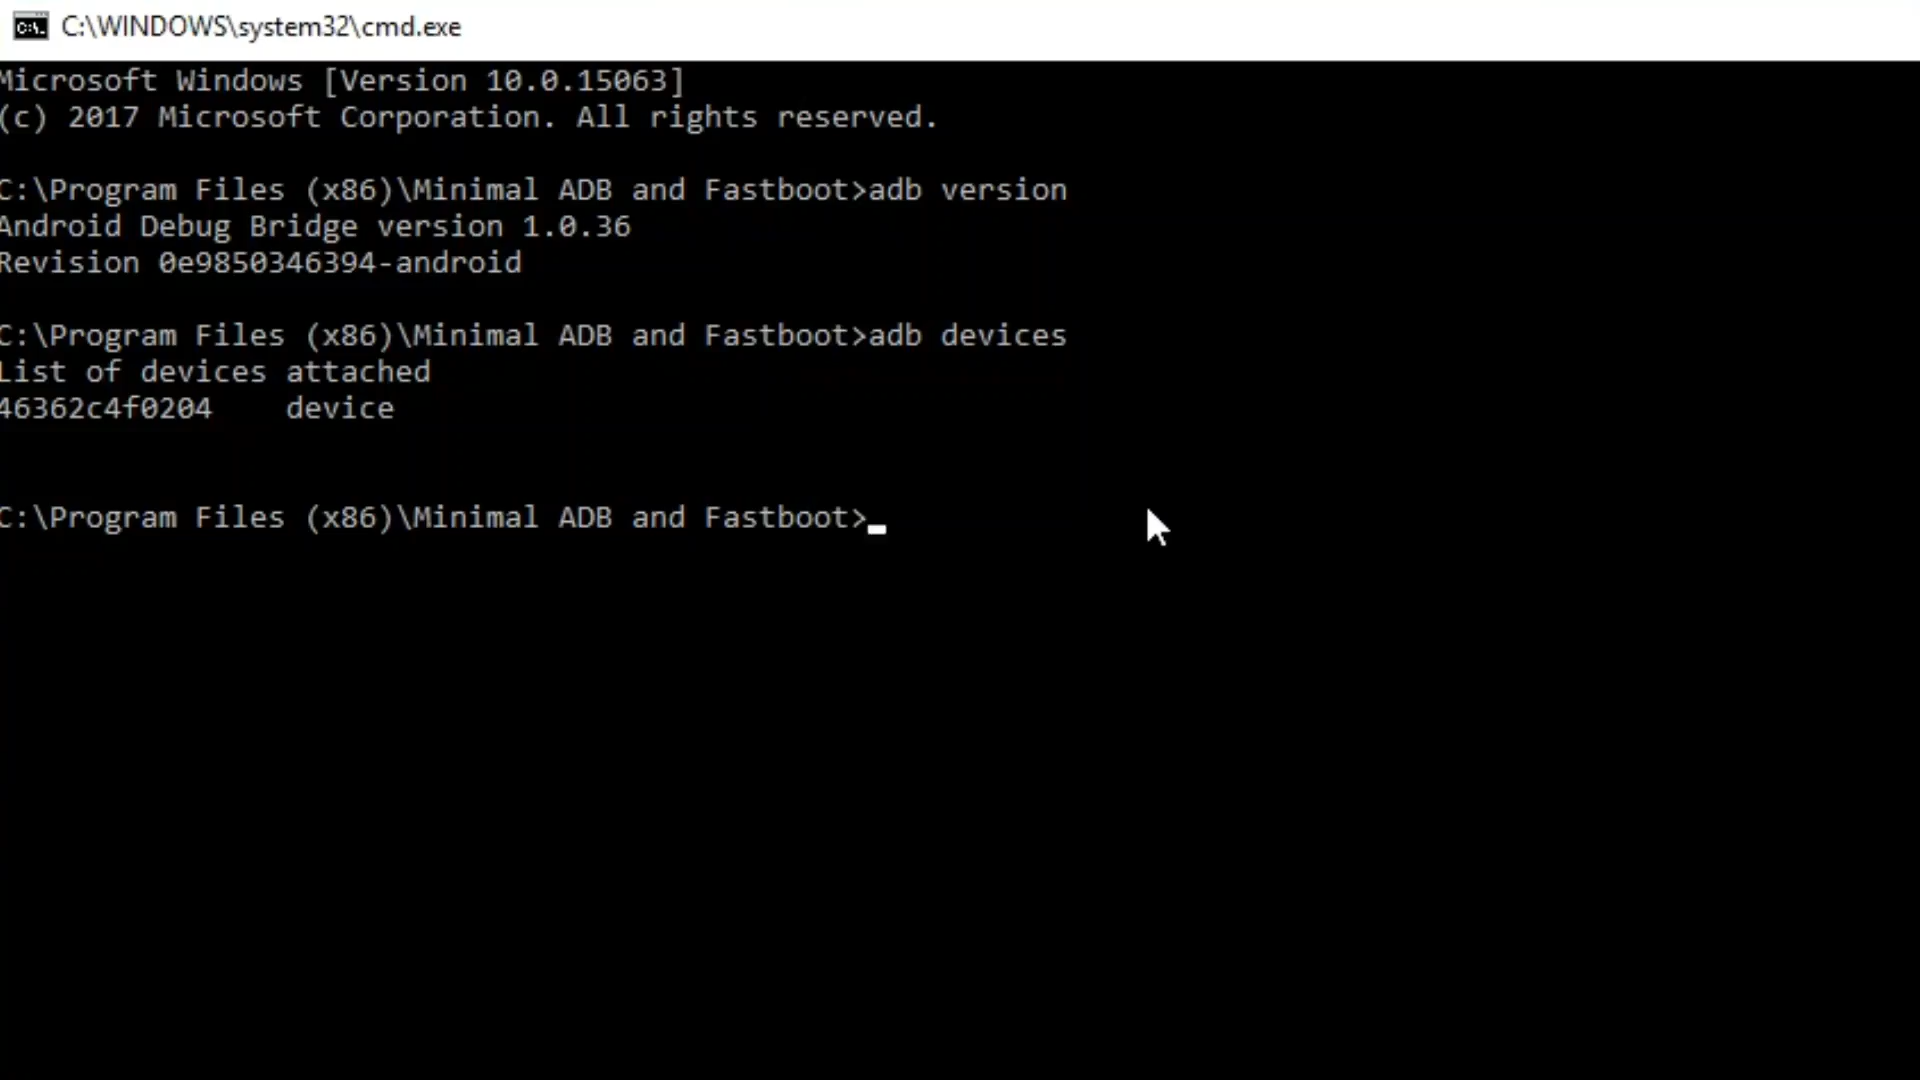 C:\WINDOWS\system32\cmd.exe
Microsoft Windows [Version 10.0.15063]
(c) 2017 Microsoft Corporation. All rights reserved.
C:\Program Files (x86)\Minimal ADB and Fastboot>adb version
Android Debug Bridge version 1.0.36
Revision 0e9850346394-android
C:\Program Files (x86)\Minimal ADB and Fastboot>adb devices
List of devices attached
46362c4f0204    device
C:\Program Files (x86)\Minimal ADB and Fastboot>